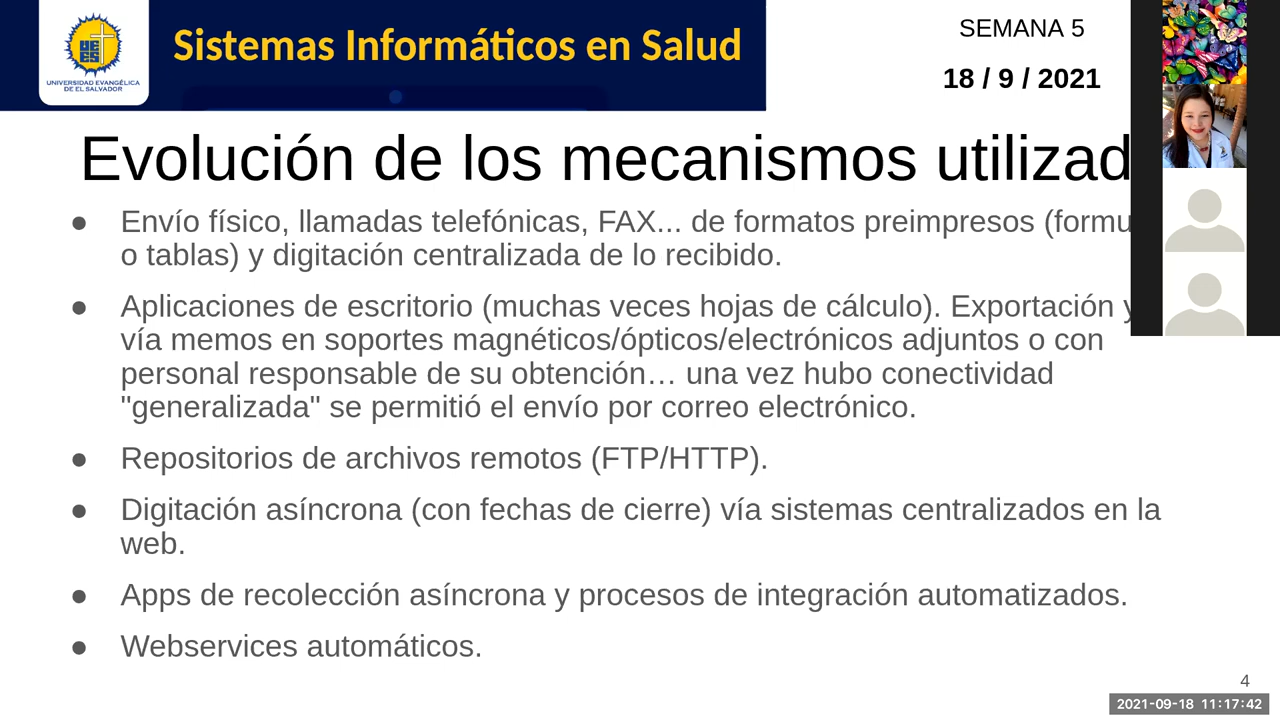 UNIVERSIDAD EVANGÉLICA
DE EL SALVADOR
Sistemas Informáticos en Salud
SEMANA 5
18 / 9 / 2021
Evolución de los mecanismos utilizad
● Envío físico, llamadas telefónicas, FAX... de formatos preimpresos (formu
o tablas) y digitación centralizada de lo recibido.
● Aplicaciones de escritorio (muchas veces hojas de cálculo). Exportación y
vía memos en soportes magnéticos/ópticos/electrónicos adjuntos o con
personal responsable de su obtención… una vez hubo conectividad
"generalizada" se permitió el envío por correo electrónico.
● Repositorios de archivos remotos (FTP/HTTP).
● Digitación asíncrona (con fechas de cierre) vía sistemas centralizados en la
web.
● Apps de recolección asíncrona y procesos de integración automatizados.
● Webservices automáticos.
4
2021-09-18 11:17:42